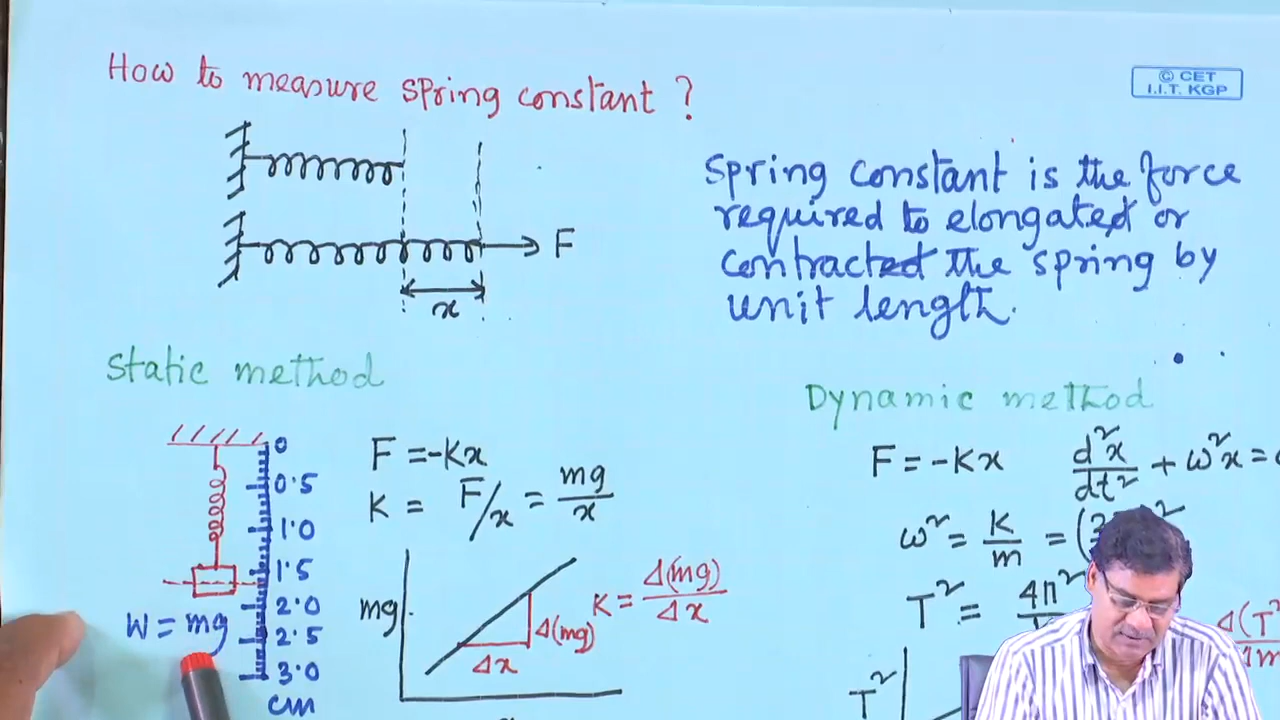 How to measure spring constant ?
© CET
I.I.T. KGP
F
x
Spring constant is the force
required to elongated or
contracted the spring by
unit length.
Static method
0
0.5
1.0
1.5
2.0
2.5
3.0
cm
W = mg
F = -Kx
K = F/x = mg/x
mg
Δx
Δ(mg)
K = Δ(mg)/Δx
Dynamic method
F = -Kx
d²x/dt² + ω²x =
ω² = K/m = (
T² = 4π²
T²
Δ(T²